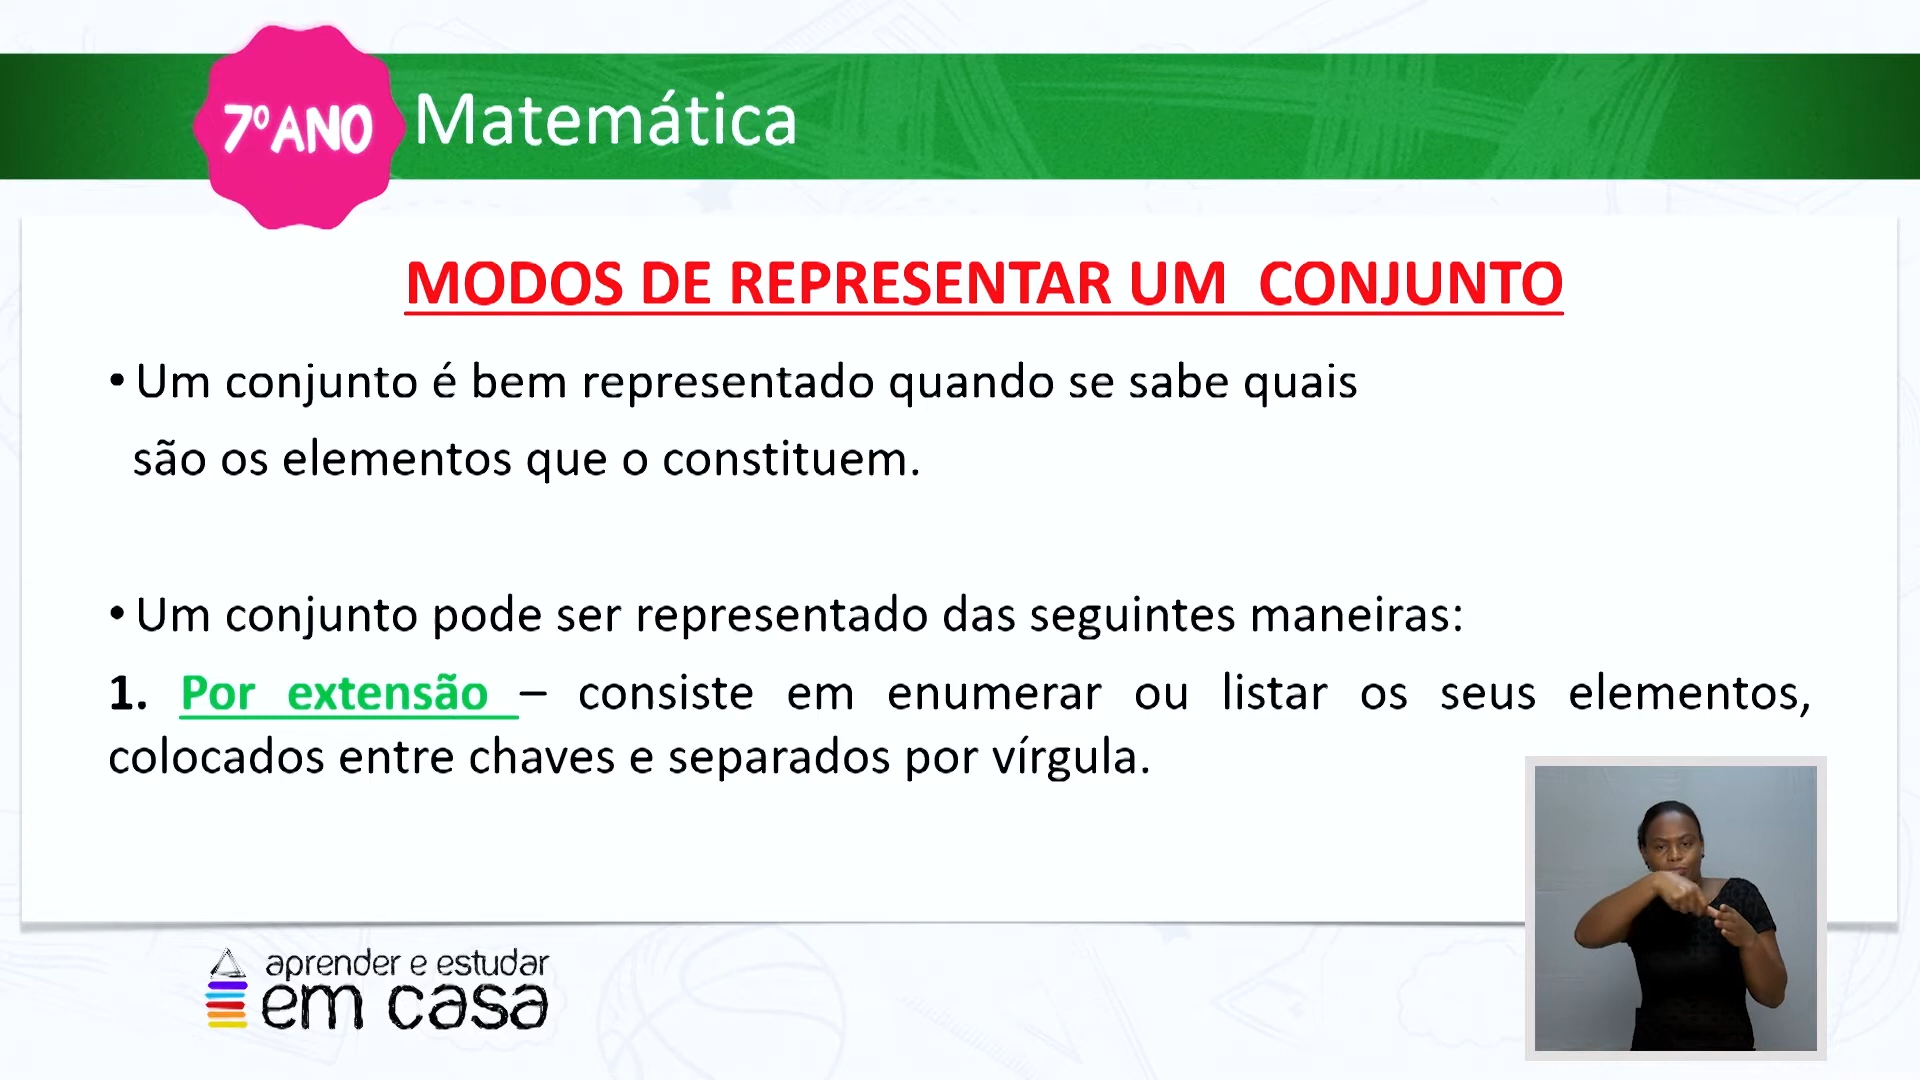 7ºANO
Matemática
MODOS DE REPRESENTAR UM CONJUNTO
• Um conjunto é bem representado quando se sabe quais
são os elementos que o constituem.
• Um conjunto pode ser representado das seguintes maneiras:
1. Por extensão – consiste em enumerar ou listar os seus elementos,
colocados entre chaves e separados por vírgula.
aprender e estudar
em casa